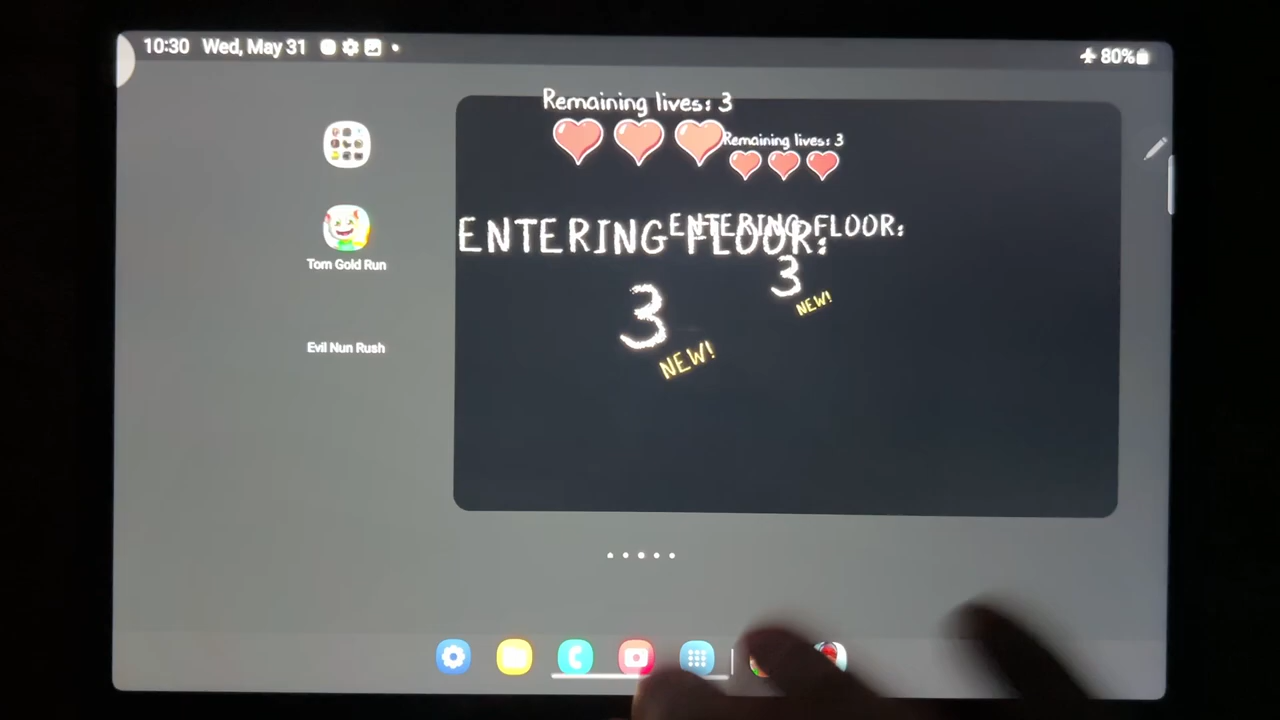 10:30 Wed, May 31
80%
Remaining lives: 3
Remaining lives: 3
ENTERING FLOOR:
ENTERING FLOOR:
3
3
NEW!
NEW!
Tom Gold Run
Evil Nun Rush